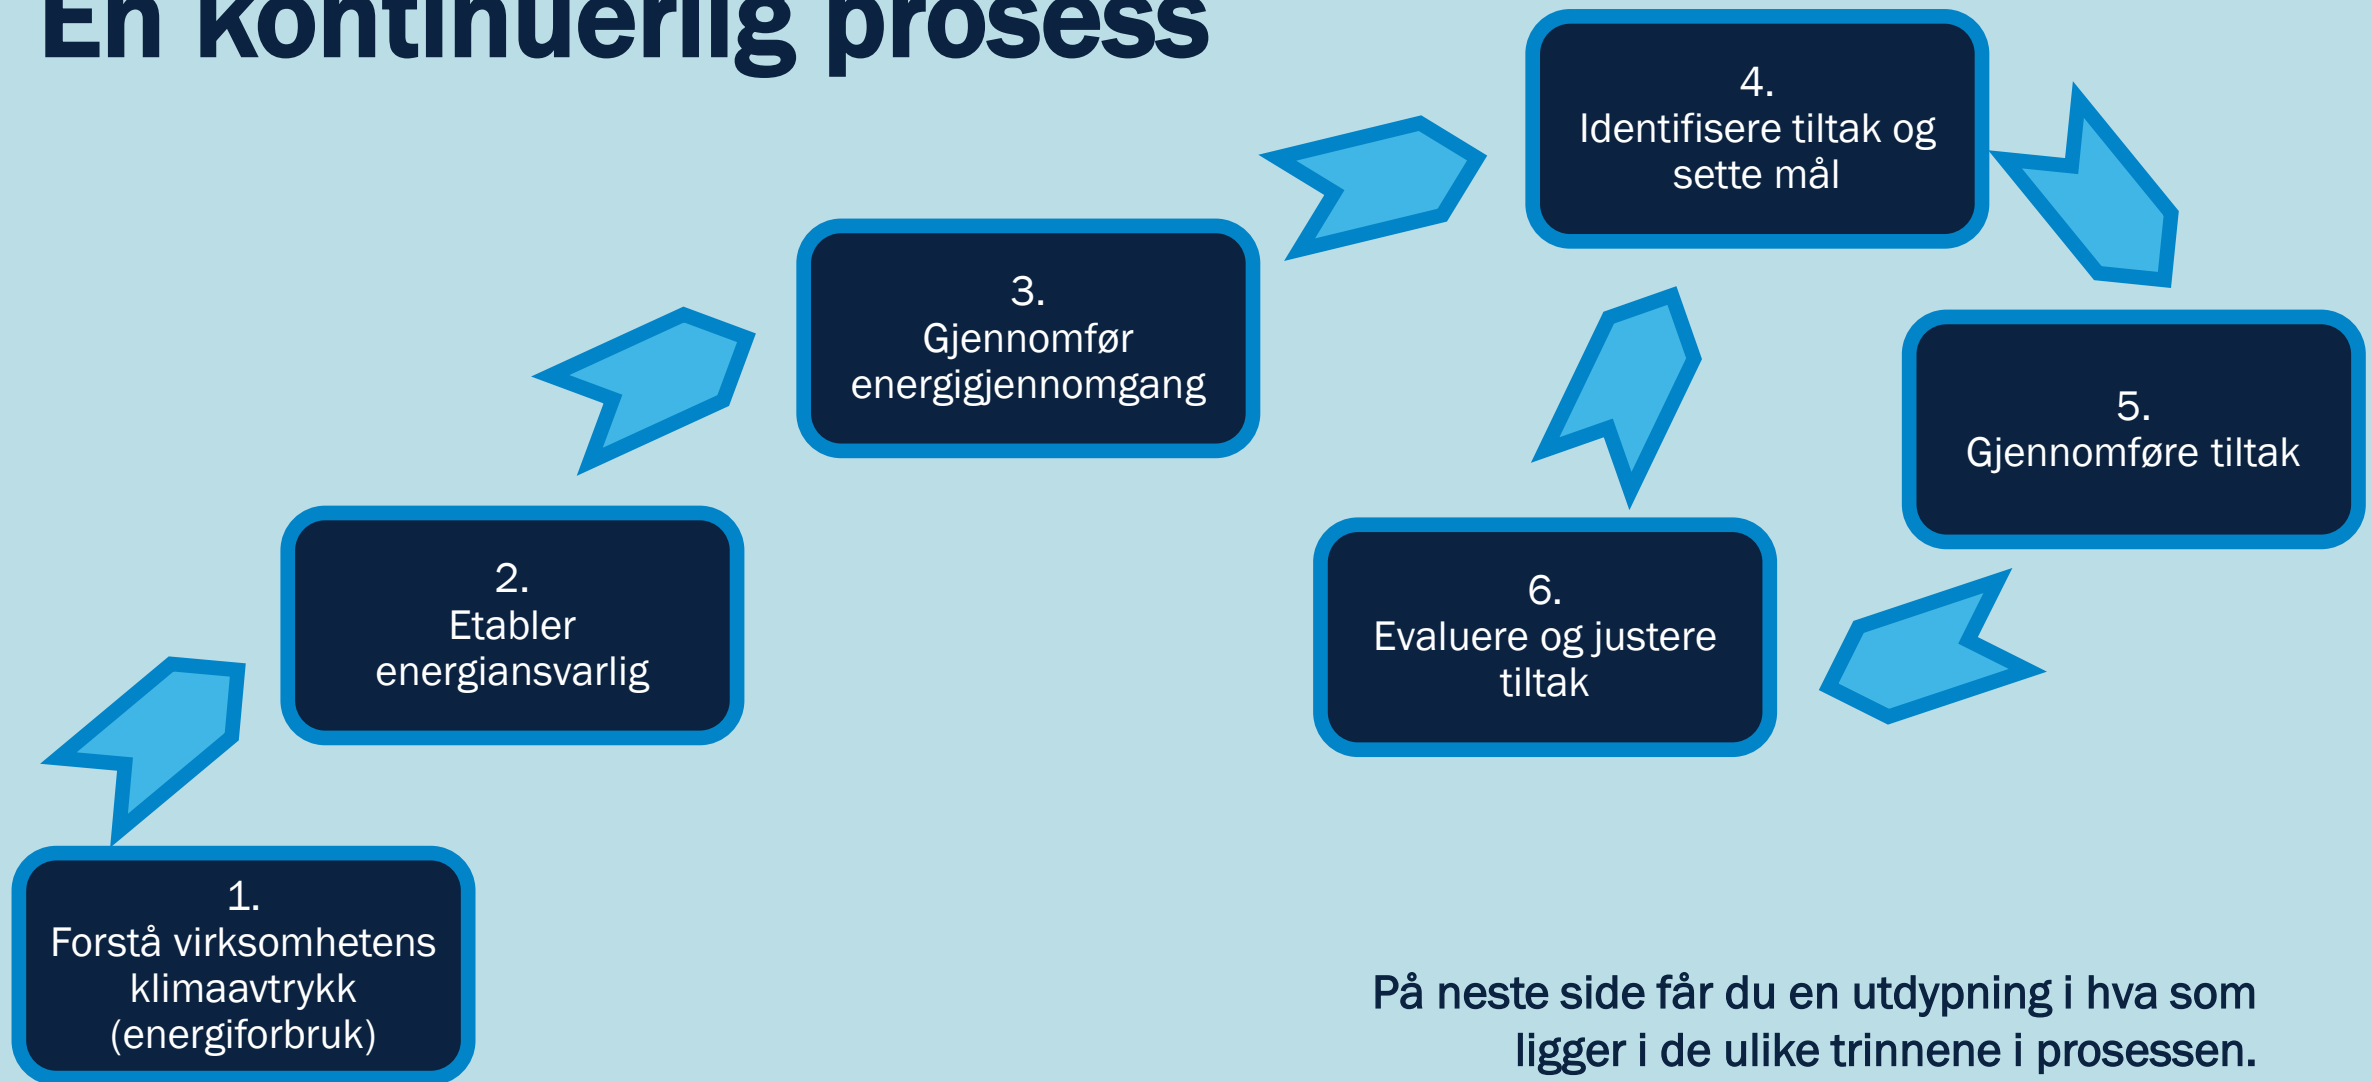 En kontinuerlig prosess
1.
Forstå virksomhetens
klimaavtrykk
(energiforbruk)
2.
Etabler
energiansvarlig
3.
Gjennomfør
energigjennomgang
4.
Identifisere tiltak og
sette mål
5.
Gjennomføre tiltak
6.
Evaluere og justere
tiltak
På neste side får du en utdypning i hva som
ligger i de ulike trinnene i prosessen.